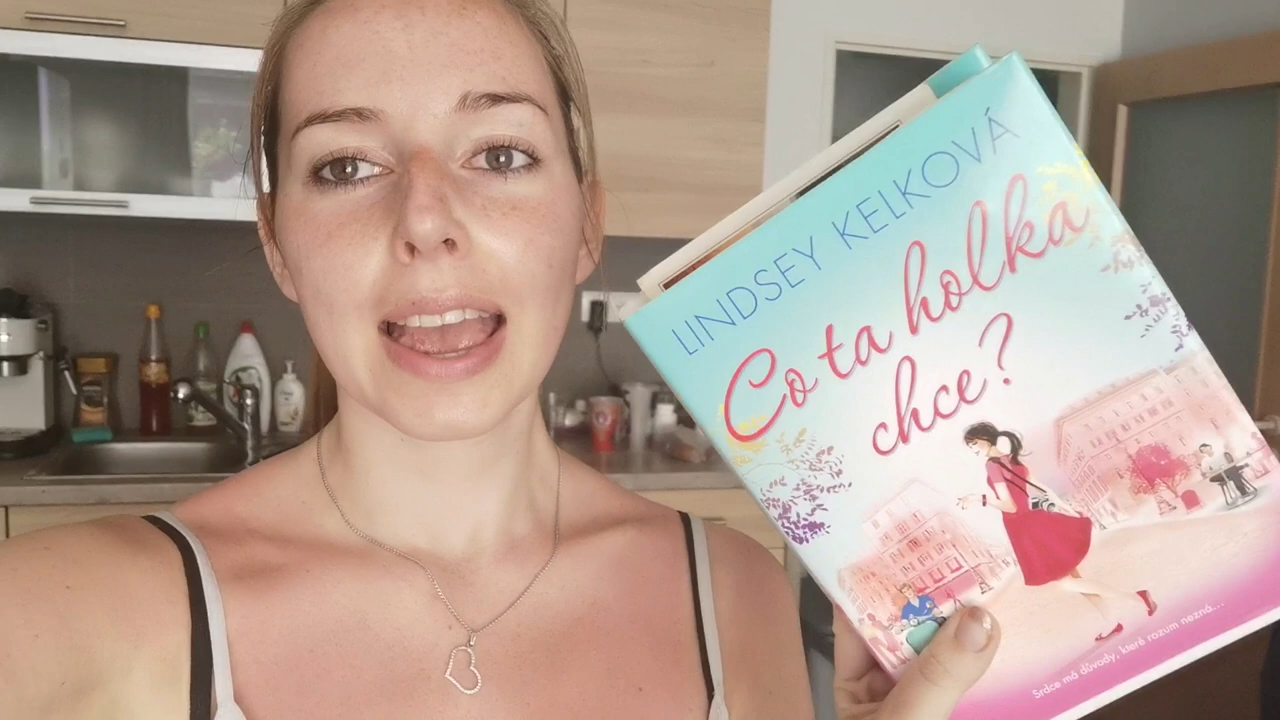 LINDSEY KELKOVÁ
Co ta holka
chce?
Srdce má důvody, které rozum nezná...